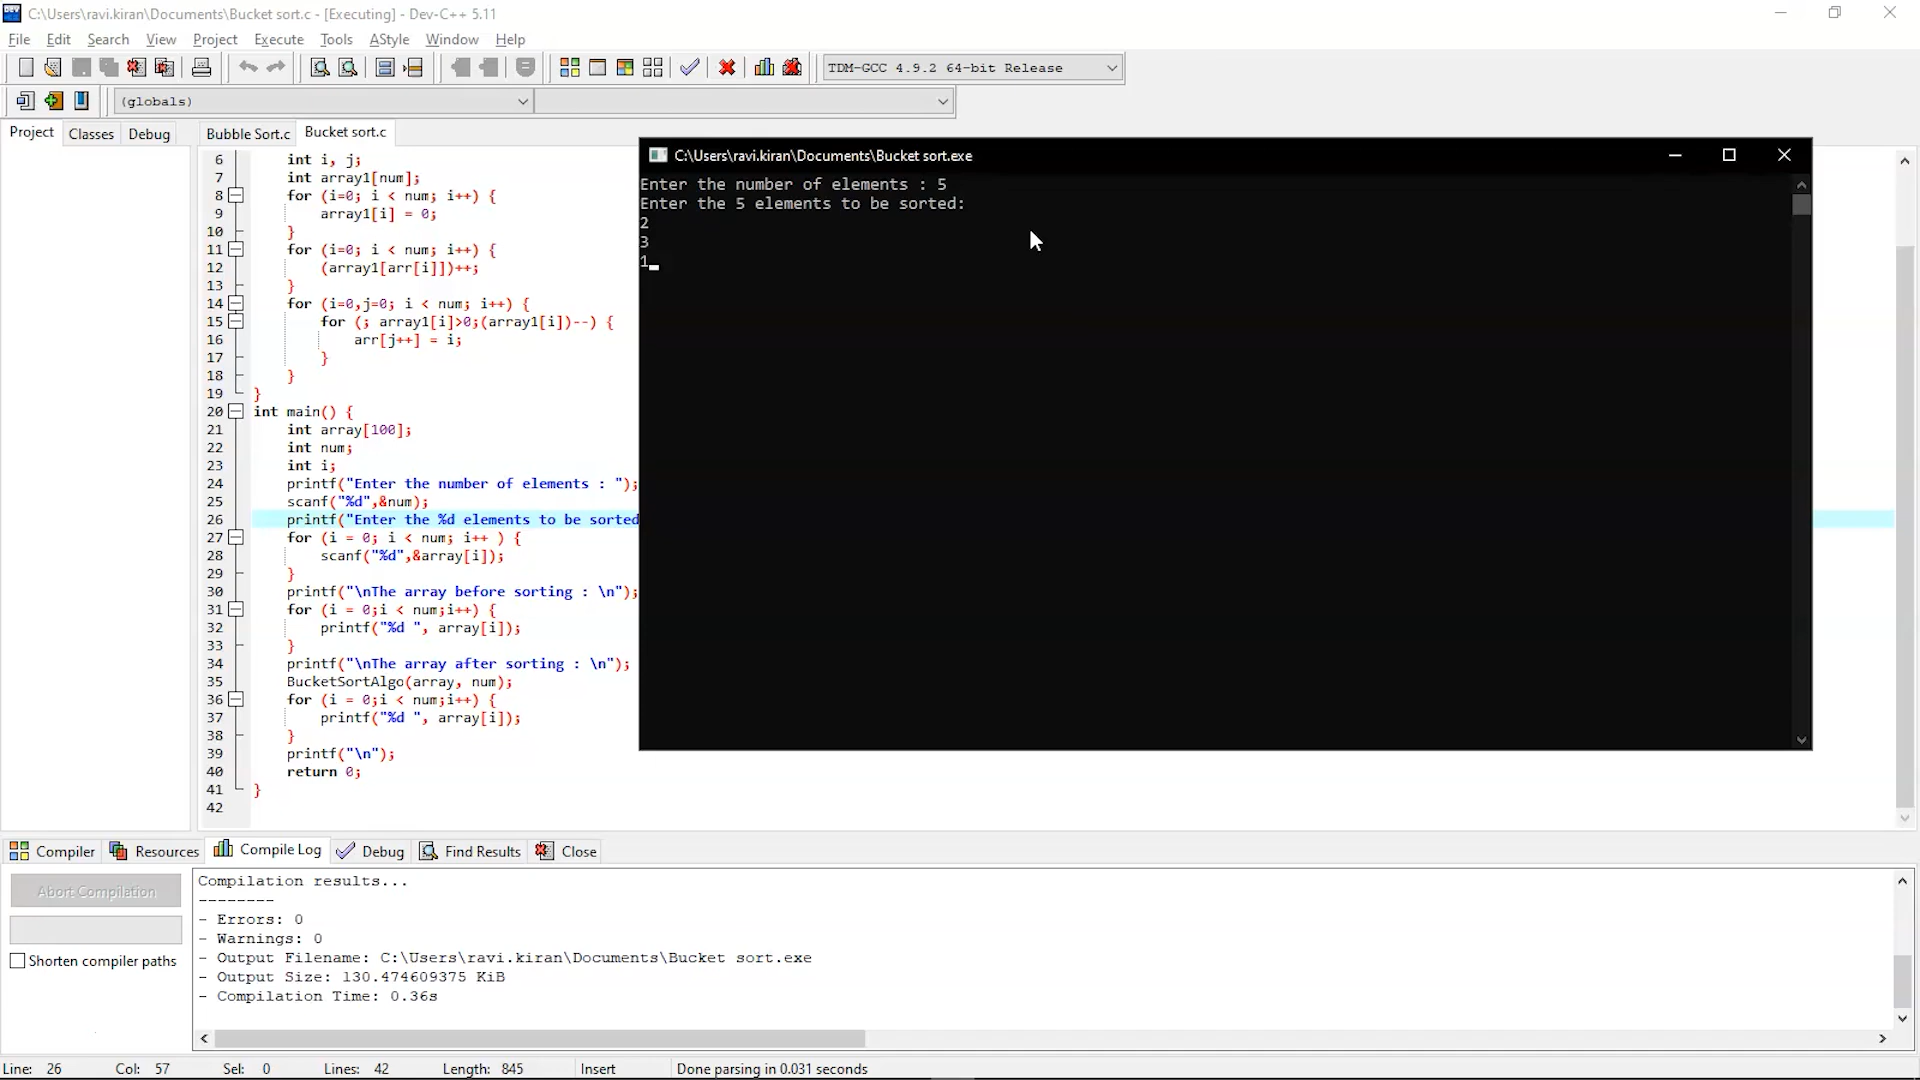 C:\Users\ravi.kiran\Documents\Bucket sort.c - [Executing] - Dev-C++ 5.11
File Edit Search View Project Execute Tools AStyle Window Help
TDM-GCC 4.9.2 64-bit Release
(globals)
Project Classes Debug
Bubble Sort.c Bucket sort.c
6 int i, j;
7 int array1[num];
8 for (i=0; i < num; i++) {
9 array1[i] = 0;
10 }
11 for (i=0; i < num; i++) {
12 (array1[arr[i]])++;
13 }
14 for (i=0,j=0; i < num; i++) {
15 for (; array1[i]>0;(array1[i])--) {
16 arr[j++] = i;
17 }
18 }
19 }
20 int main() {
21 int array[100];
22 int num;
23 int i;
24 printf("Enter the number of elements : ");
25 scanf("%d",&num);
26 printf("Enter the %d elements to be sorted
27 for (i = 0; i < num; i++ ) {
28 scanf("%d",&array[i]);
29 }
30 printf("\nThe array before sorting : \n");
31 for (i = 0;i < num;i++) {
32 printf("%d ", array[i]);
33 }
34 printf("\nThe array after sorting : \n");
35 BucketSortAlgo(array, num);
36 for (i = 0;i < num;i++) {
37 printf("%d ", array[i]);
38 }
39 printf("\n");
40 return 0;
41 }
42
C:\Users\ravi.kiran\Documents\Bucket sort.exe
Enter the number of elements : 5
Enter the 5 elements to be sorted:
2
3
1
Compiler Resources Compile Log Debug Find Results Close
Abort Compilation
Shorten compiler paths
Compilation results...
--------
- Errors: 0
- Warnings: 0
- Output Filename: C:\Users\ravi.kiran\Documents\Bucket sort.exe
- Output Size: 130.474609375 KiB
- Compilation Time: 0.36s
Line: 26 Col: 57 Sel: 0 Lines: 42 Length: 845 Insert Done parsing in 0.031 seconds